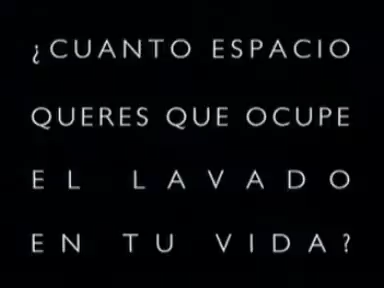 ¿CUANTO ESPACIO
QUERES QUE OCUPE
EL LAVADO
EN TU VIDA?